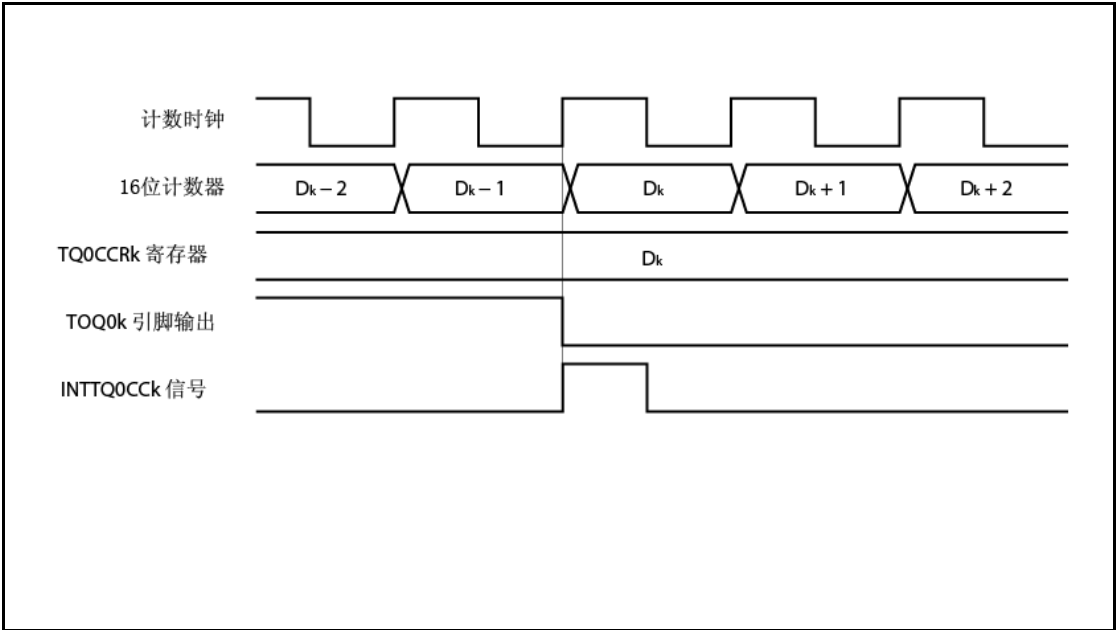 计数时钟
16位计数器
Dk – 2
Dk – 1
Dk
Dk + 1
Dk + 2
TQ0CCRk 寄存器
Dk
TOQ0k 引脚输出
INTTQ0CCk 信号